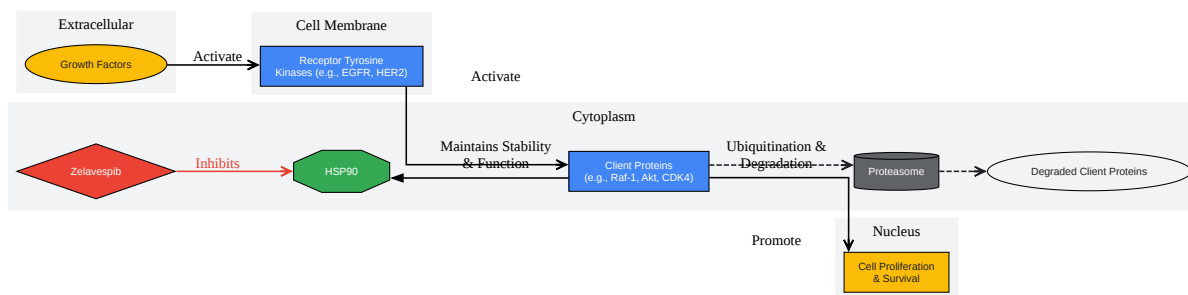 Extracellular
Growth Factors
Activate
Cell Membrane
Receptor Tyrosine
Kinases (e.g., EGFR, HER2)
Activate
Cytoplasm
Zelavespib
Inhibits
HSP90
Maintains Stability
& Function
Client Proteins
(e.g., Raf-1, Akt, CDK4)
Ubiquitination &
Degradation
Proteasome
Degraded Client Proteins
Promote
Nucleus
Cell Proliferation
& Survival